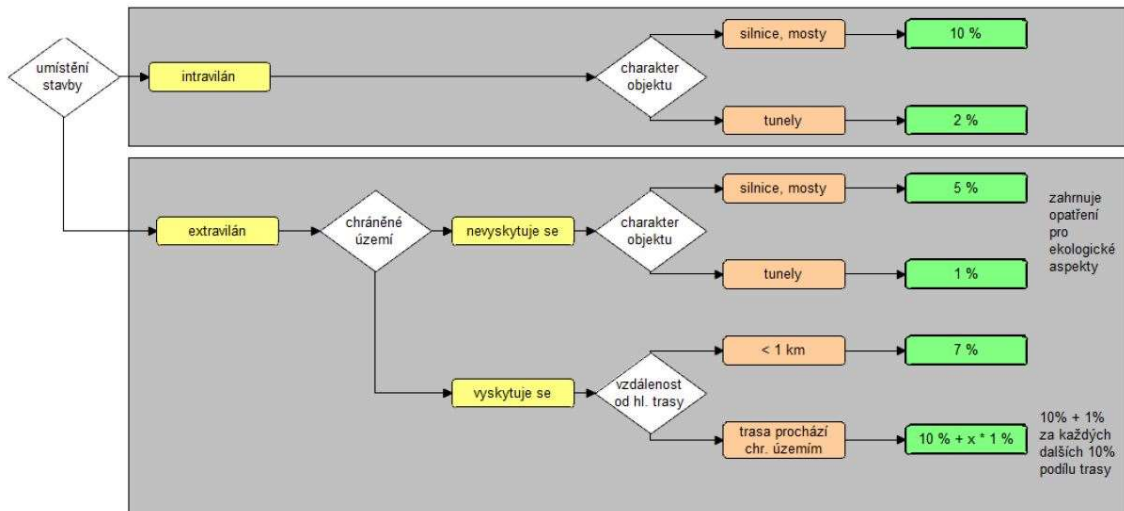 umístění
stavby
intravilán
charakter
objektu
silnice, mosty
10 %
tunely
2 %
extravilán
chráněné
území
nevyskytuje se
charakter
objektu
silnice, mosty
5 %
tunely
1 %
zahrnuje
opatření
pro
ekologické
aspekty
vyskytuje se
vzdálenost
od hl. trasy
< 1 km
7 %
trasa prochází
chr. územím
10 % + x * 1 %
10% + 1%
za každých
dalších 10%
podílu trasy